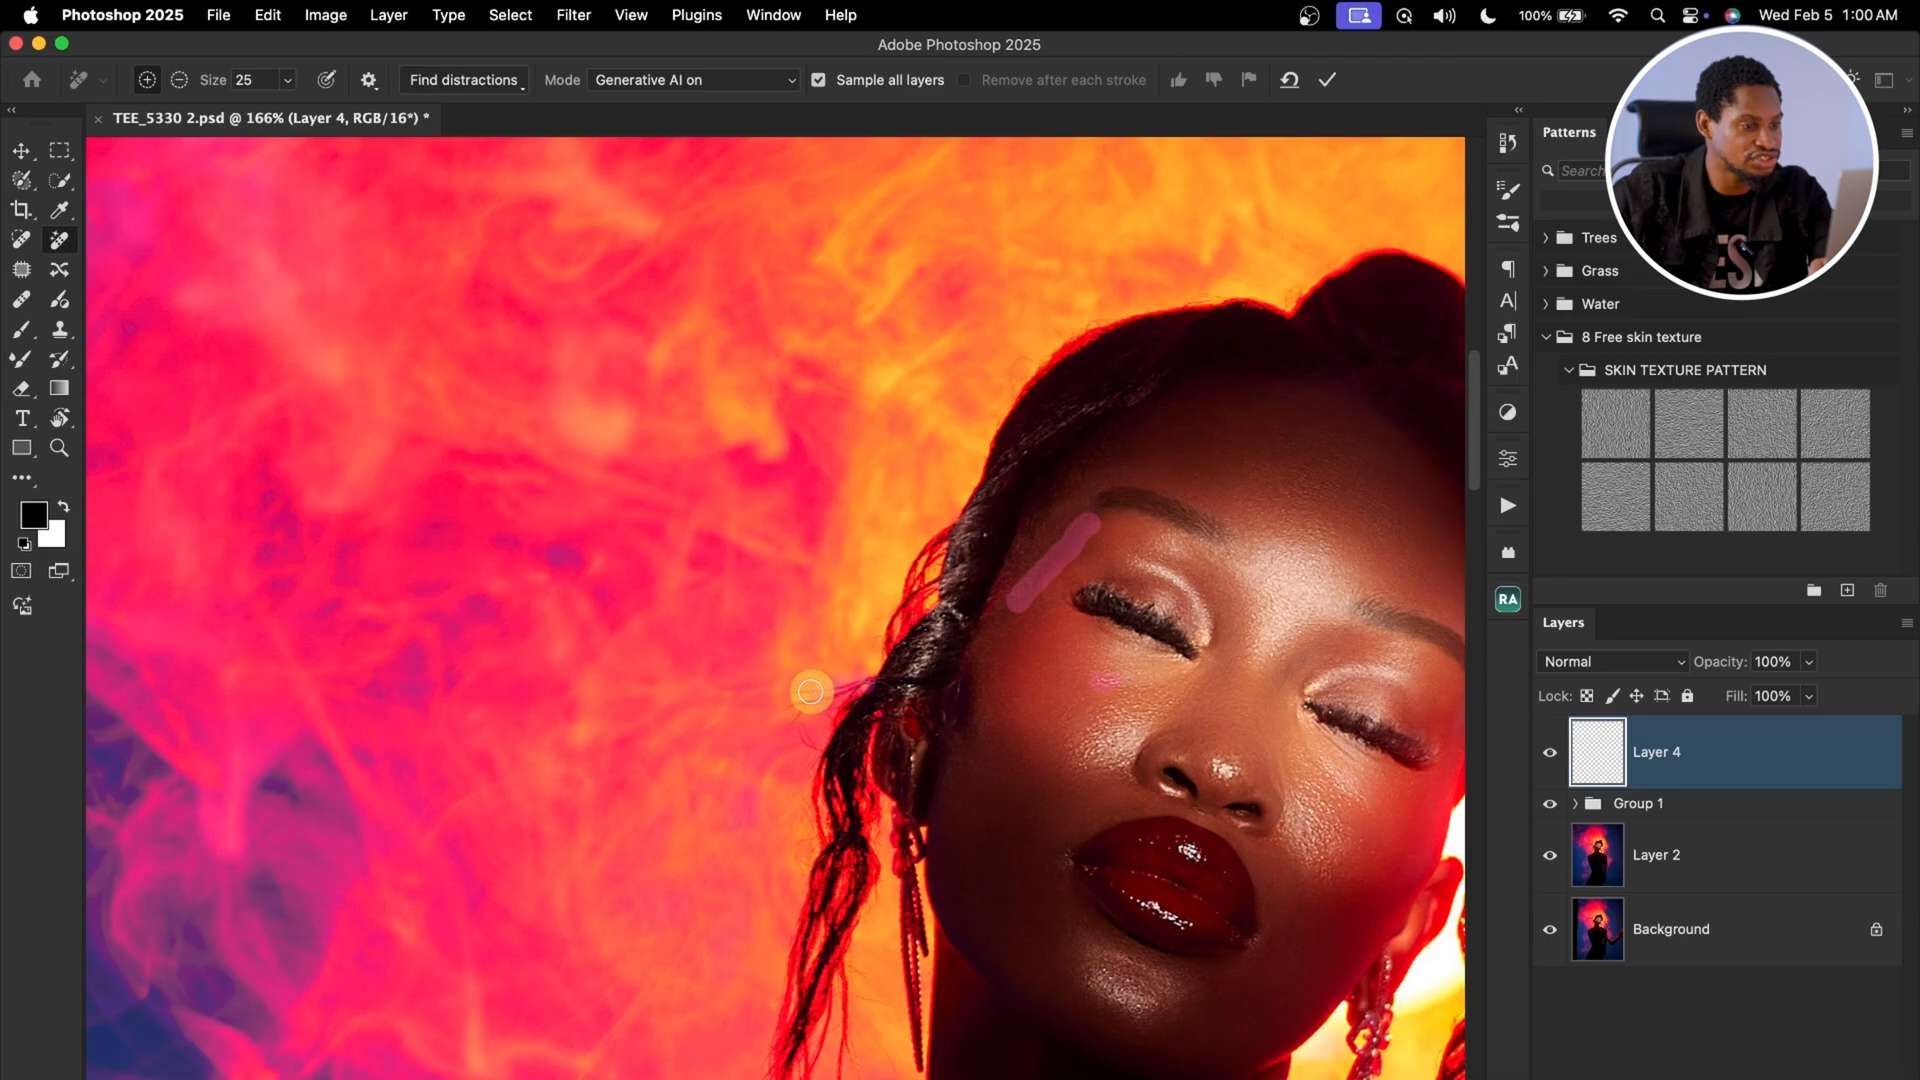 Photoshop 2025 File Edit Image Layer Type Select Filter View Plugins Window Help
100% Wed Feb 5 1:00 AM
Adobe Photoshop 2025
Size 25 Find distractions Mode Generative AI on Sample all layers Remove after each stroke
TEE_5330 2.psd @ 166% (Layer 4, RGB/16*) *
Patterns
Search
Trees
Grass
Water
8 Free skin texture
SKIN TEXTURE PATTERN
RA
Layers
Normal Opacity: 100%
Lock: Fill: 100%
Layer 4
Group 1
Layer 2
Background